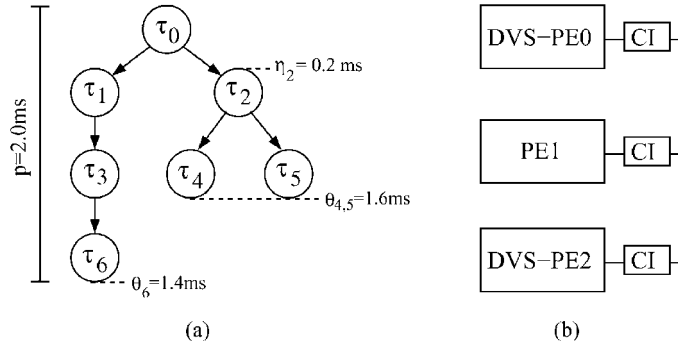 τ0
η2 = 0.2 ms
τ1
τ2
p=2.0ms
τ3
τ4
τ5
θ4,5=1.6ms
τ6
θ6=1.4ms
(a)
DVS-PE0
CI
PE1
CI
DVS-PE2
CI
(b)